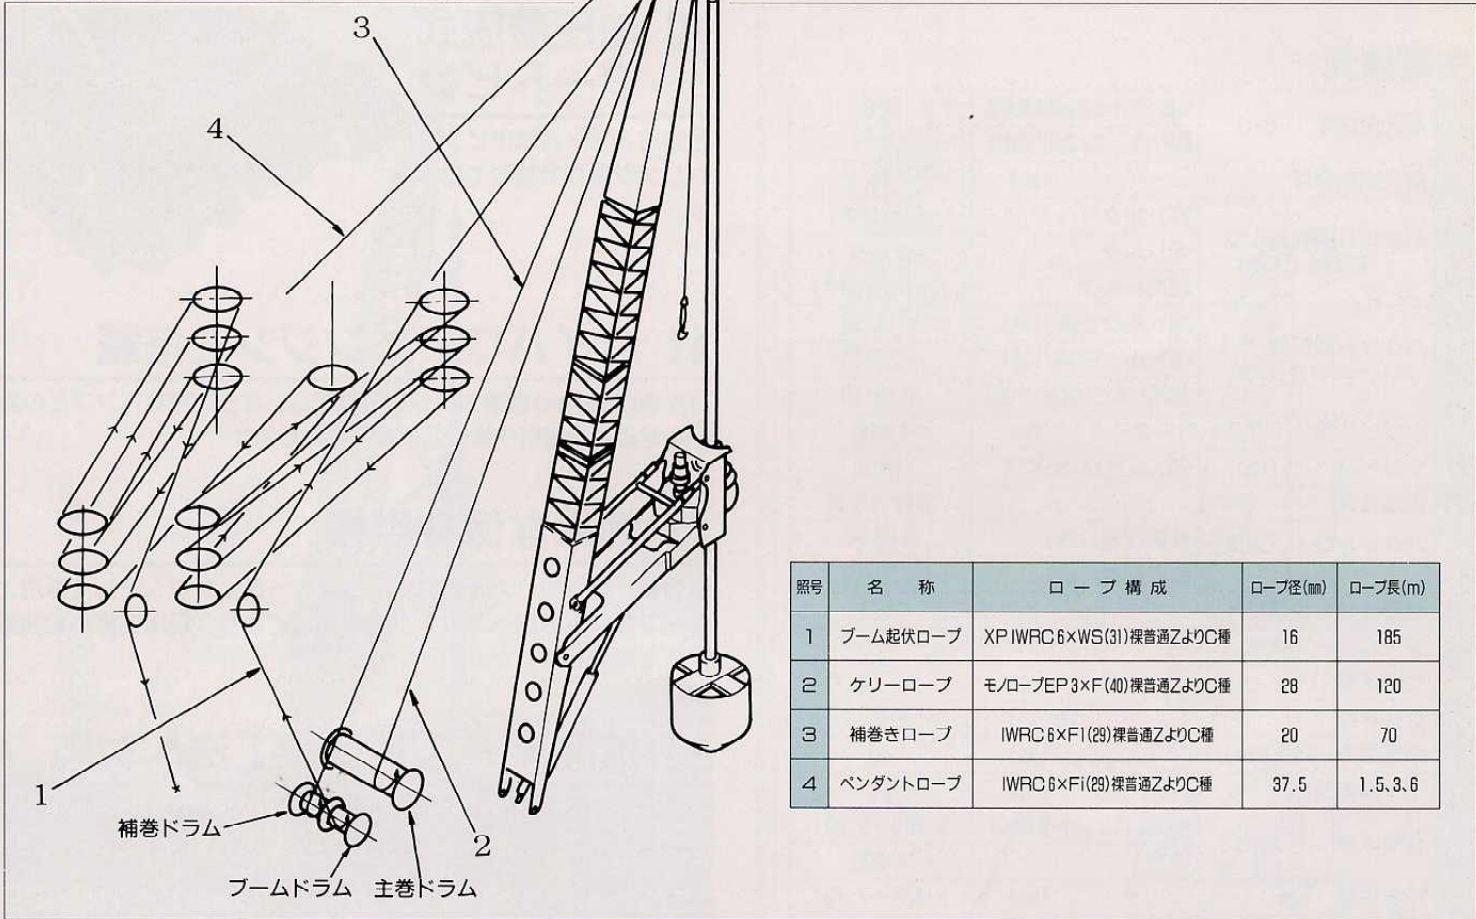 3
4
1
2
補巻ドラム
ブームドラム 主巻ドラム
照号 名称 ロープ構成 ロープ径(㎜) ロープ長(m)
1 ブーム起伏ロープ XP IWRC 6×WS(31)裸普通ZよりC種 16 185
2 ケリーロープ モノロープEP 3×F(40)裸普通ZよりC種 28 120
3 補巻きロープ IWRC 6×Fi(29)裸普通ZよりC種 20 70
4 ペンダントロープ IWRC 6×Fi(29)裸普通ZよりC種 37.5 1.5、3、6